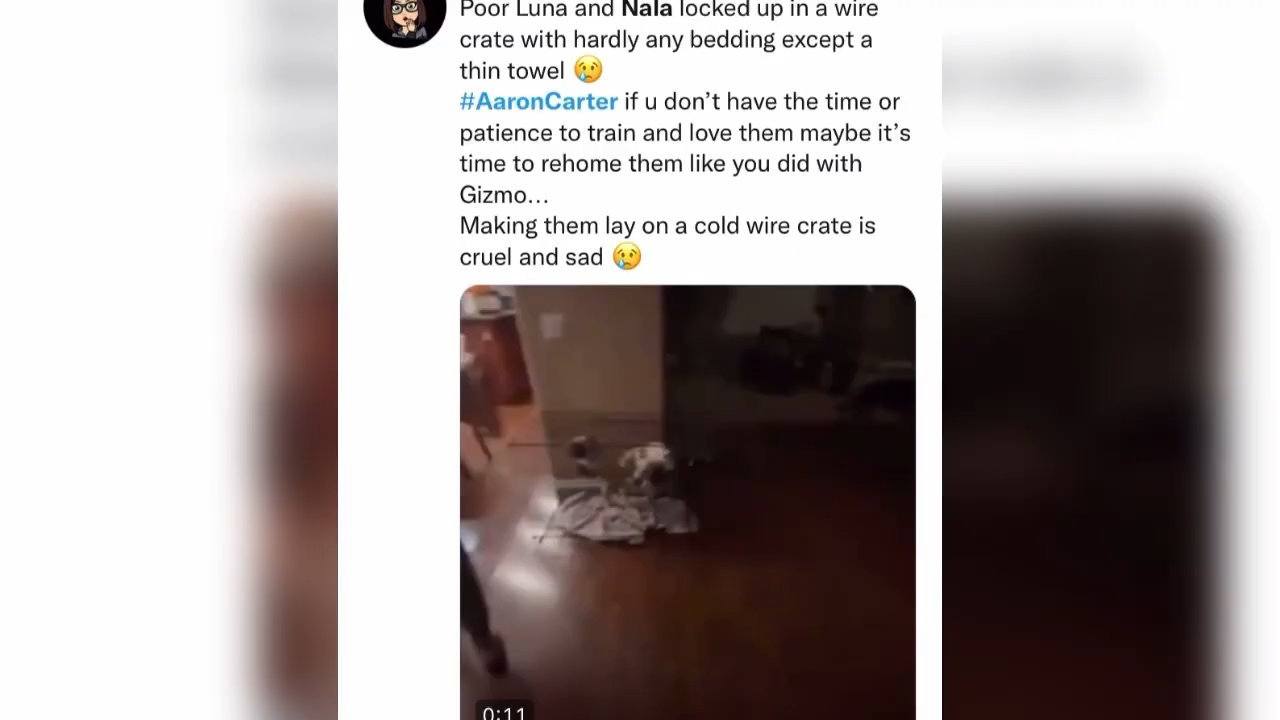 Poor Luna and Nala locked up in a wire
crate with hardly any bedding except a
thin towel 😢
#AaronCarter if u don’t have the time or
patience to train and love them maybe it’s
time to rehome them like you did with
Gizmo…
Making them lay on a cold wire crate is
cruel and sad 😢
0:11